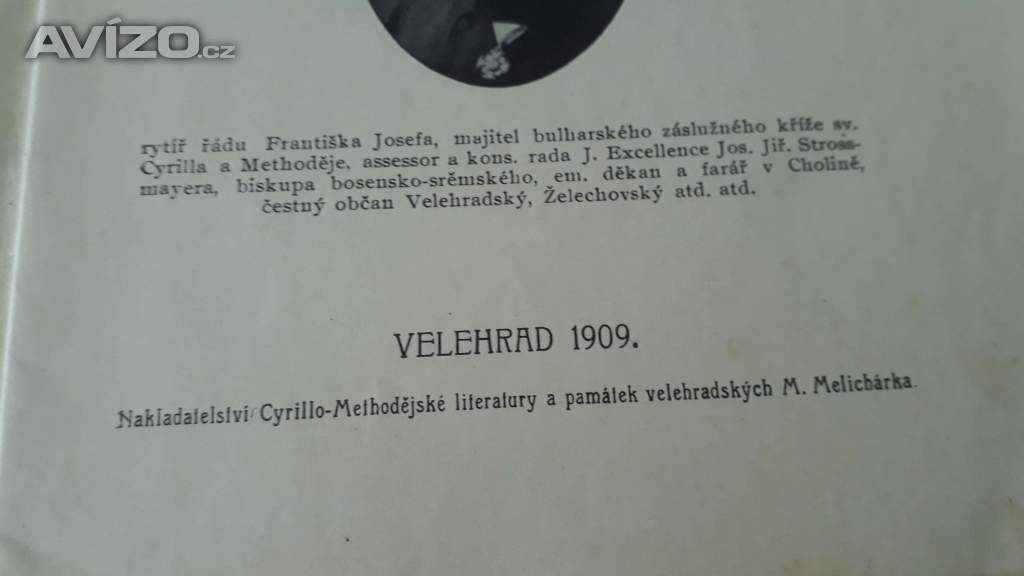 AVÍZO.cz
rytíř řádu Františka Josefa, majitel bulharského záslužného kříže sv.
Cyrilla a Methoděje, assessor a kons. rada J. Excellence Jos. Jiř. Stross-
mayera, biskupa bosensko-srěmského, em. děkan a farář v Cholině,
čestný občan Velehradský, Želechovský atd. atd.
VELEHRAD 1909.
Nakladatelství Cyrillo-Methodějské literatury a památek velehradských M. Melichárka.